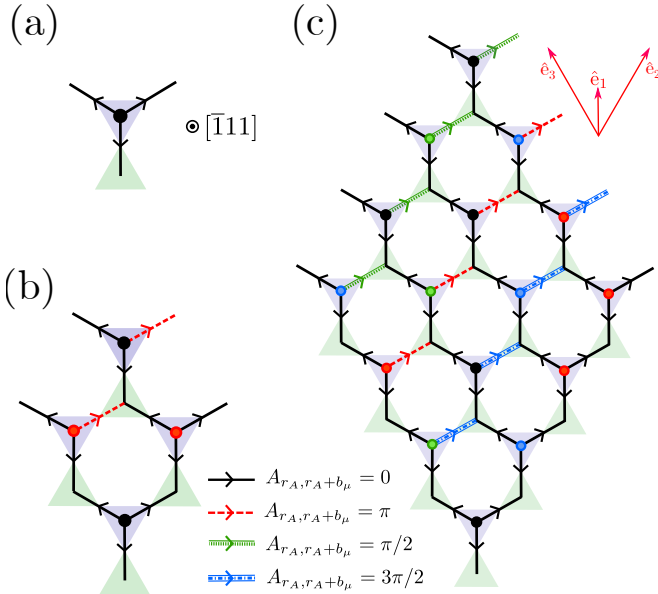 (a)
[1̅11]
(b)
(c)
ê₃
ê₁
ê₂
A_{r_A,r_A+b_μ} = 0
A_{r_A,r_A+b_μ} = π
A_{r_A,r_A+b_μ} = π/2
A_{r_A,r_A+b_μ} = 3π/2